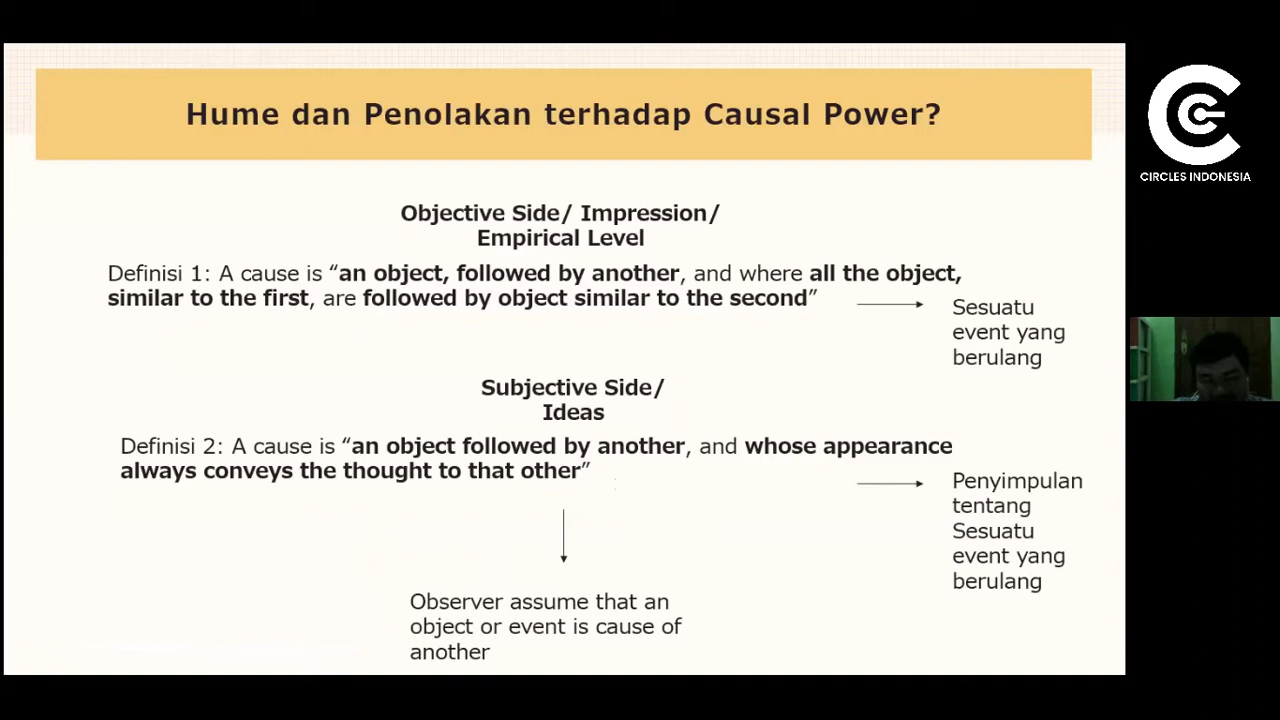 Hume dan Penolakan terhadap Causal Power?
CIRCLES INDONESIA
Objective Side/ Impression/
Empirical Level
Definisi 1: A cause is “an object, followed by another, and where all the object,
similar to the first, are followed by object similar to the second”
Sesuatu
event yang
berulang
Subjective Side/
Ideas
Definisi 2: A cause is “an object followed by another, and whose appearance
always conveys the thought to that other”
Penyimpulan
tentang
Sesuatu
event yang
berulang
Observer assume that an
object or event is cause of
another